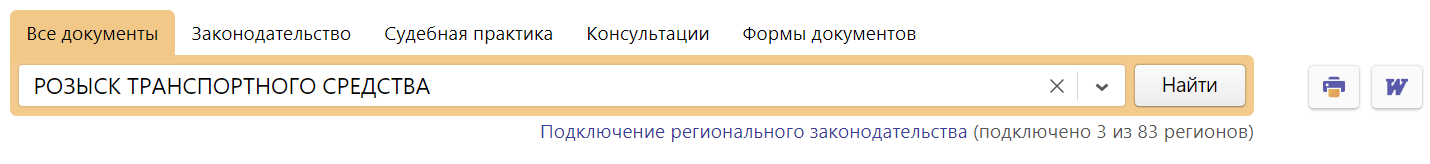 Все документы Законодательство Судебная практика Консультации Формы документов
РОЗЫСК ТРАНСПОРТНОГО СРЕДСТВА Найти W
Подключение регионального законодательства (подключено 3 из 83 регионов)